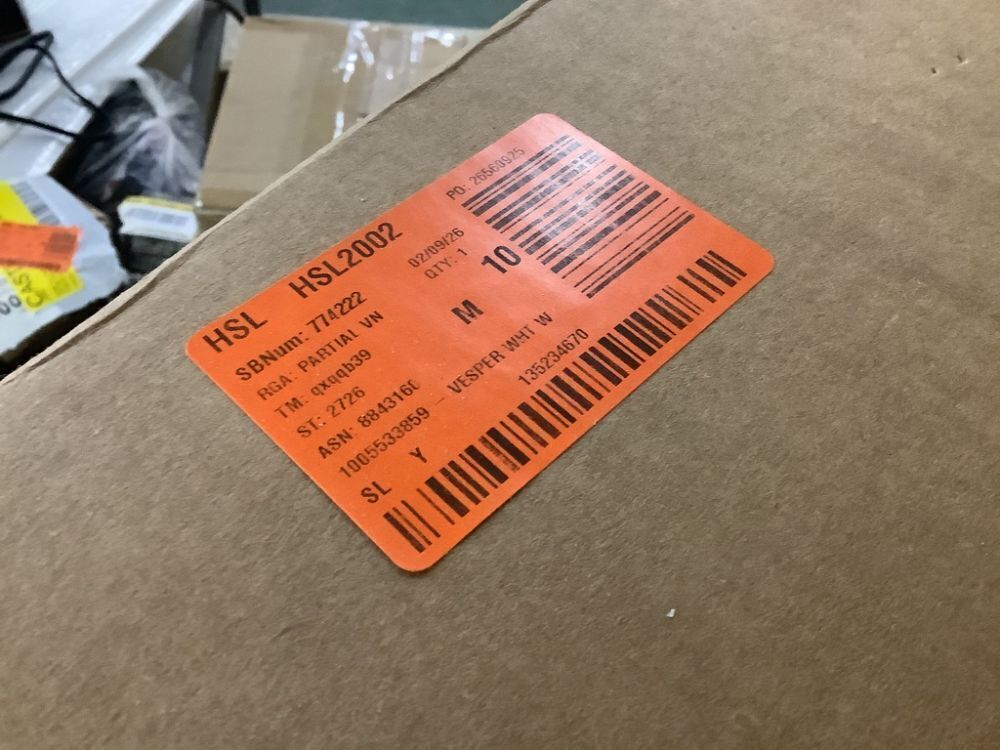 HSL HSL2002
PO: 26560925
SBNum: 774222 02/09/26
RGA: PARTIAL VN QTY: 1 10
TM: qxqqb39 M
ST: 2726
ASN: 8843160
1005533859 - VESPER WHT W
SL Y 135234670